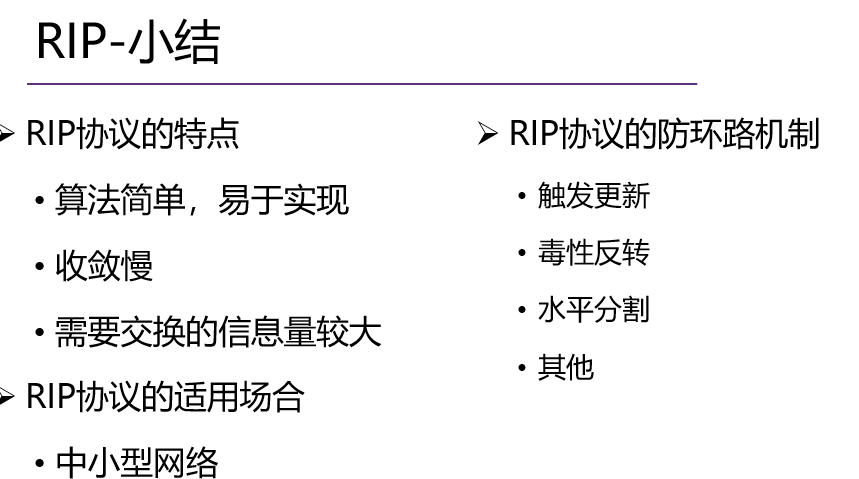 RIP-小结
➢ RIP协议的特点
• 算法简单，易于实现
• 收敛慢
• 需要交换的信息量较大
➢ RIP协议的适用场合
• 中小型网络
➢ RIP协议的防环路机制
• 触发更新
• 毒性反转
• 水平分割
• 其他